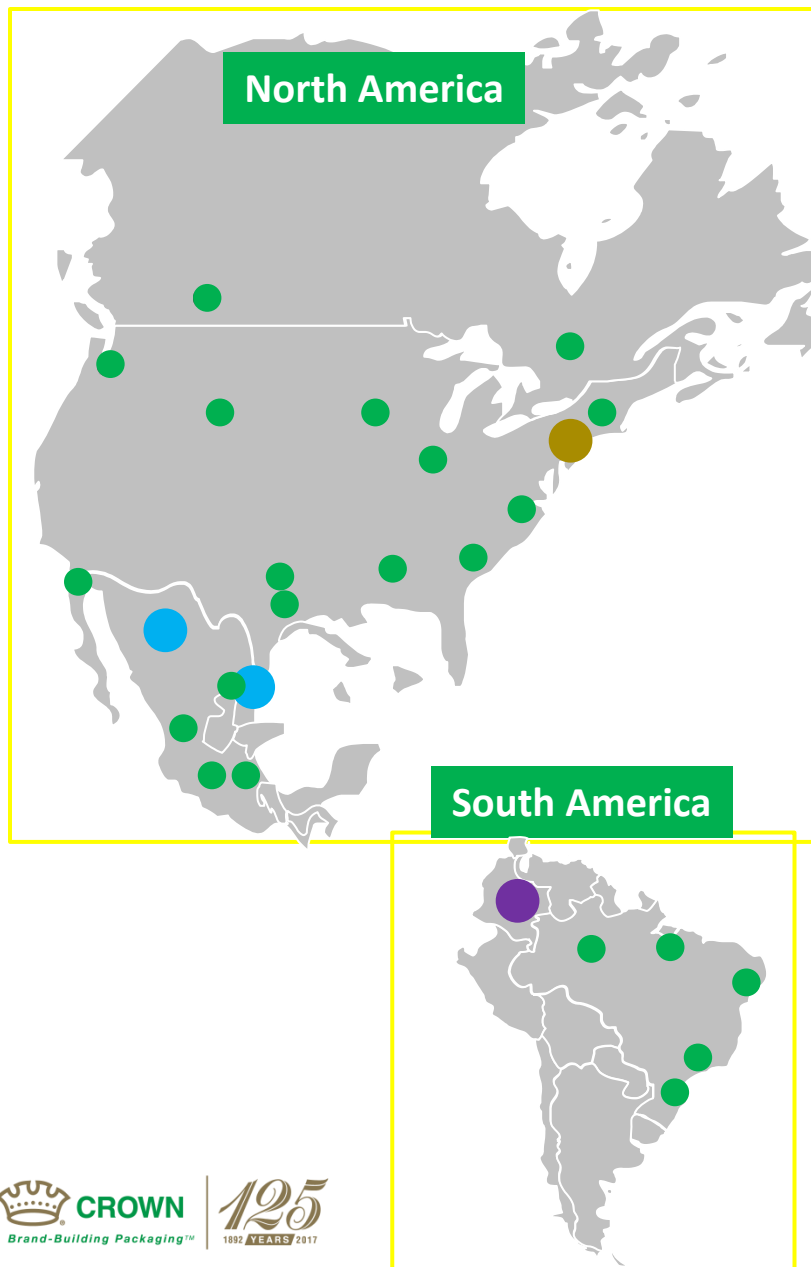 North America
South America
CROWN
Brand-Building Packaging™
125
1892 YEARS 2017